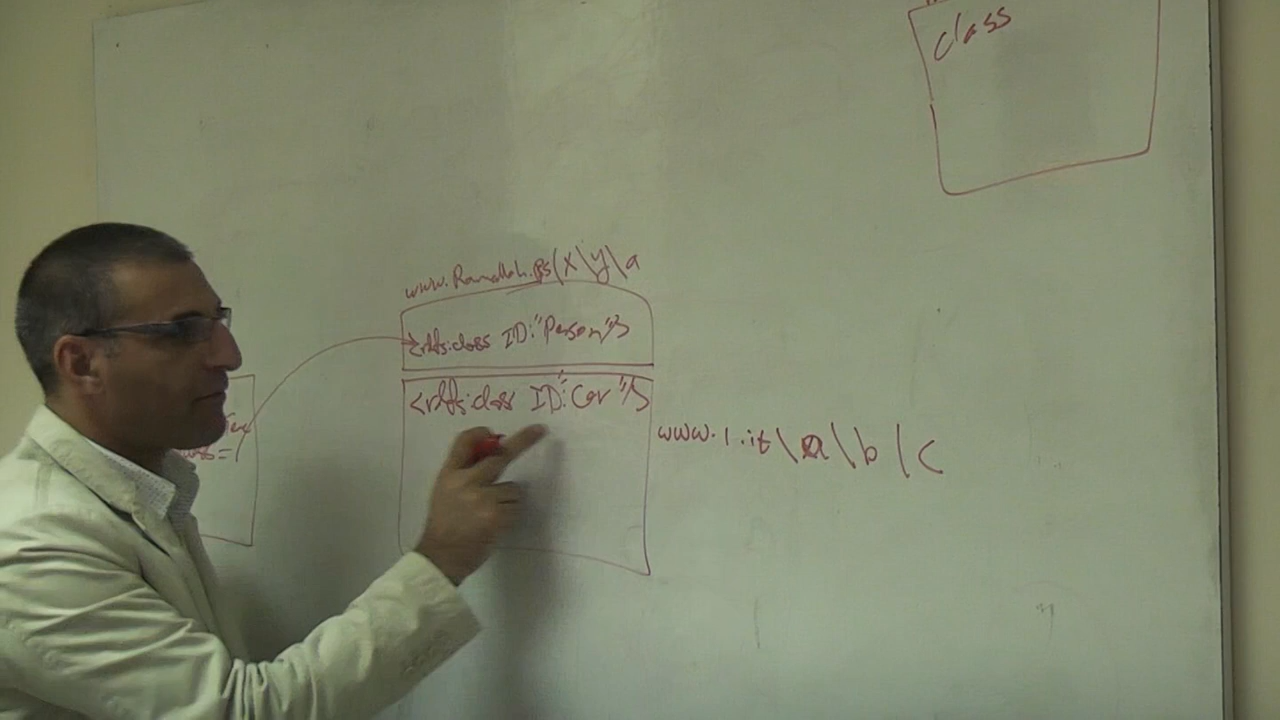 class
www.Ramallah.ps\x\y\a
<rdfs:class ID:"Person"/>
<rdfs:class ID:"Car"/>
www.1.it\a\b\c